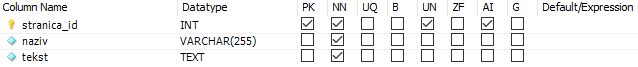 Column Name Datatype PK NN UQ B UN ZF AI G Default/Expression
stranica_id INT
naziv VARCHAR(255)
tekst TEXT